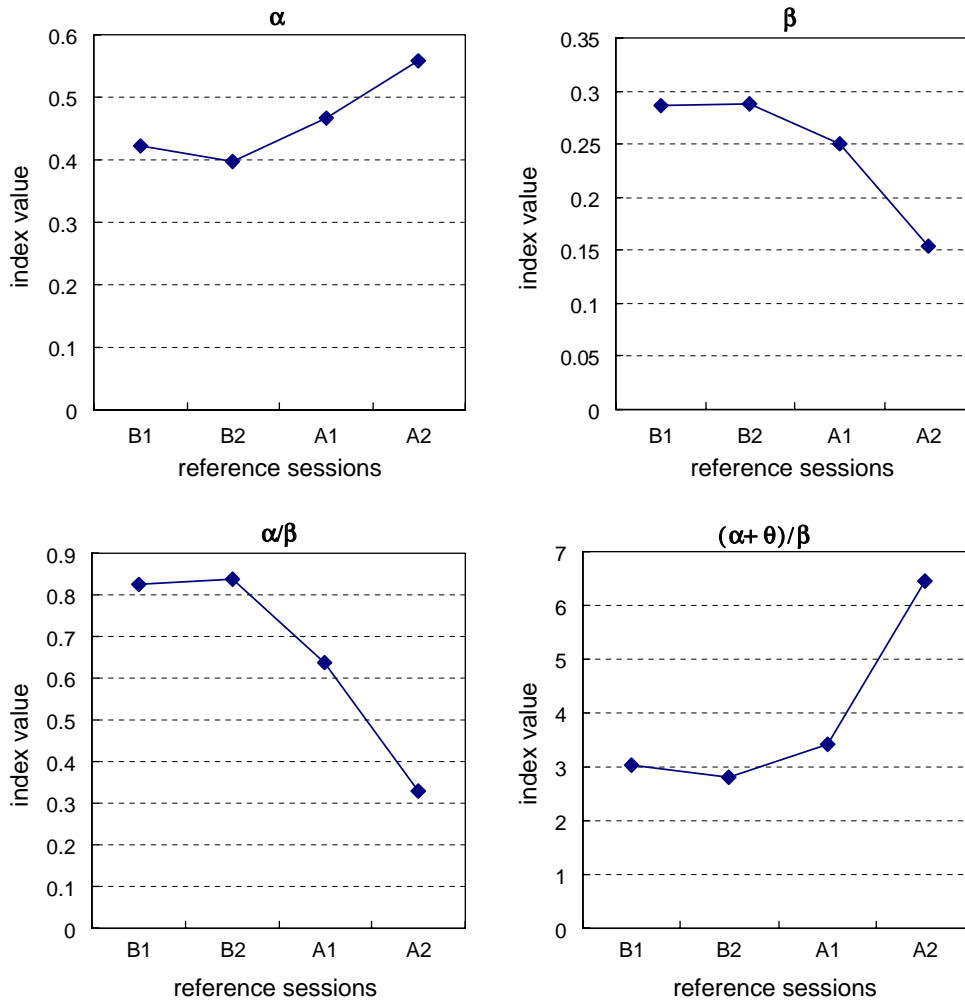 α
0.6
0.5
0.4
0.3
0.2
0.1
0
index value
B1 B2 A1 A2
reference sessions
β
0.35
0.3
0.25
0.2
0.15
0.1
0.05
0
index value
B1 B2 A1 A2
reference sessions
α/β
0.9
0.8
0.7
0.6
0.5
0.4
0.3
0.2
0.1
0
index value
B1 B2 A1 A2
reference sessions
(α+ θ)/β
7
6
5
4
3
2
1
0
index value
B1 B2 A1 A2
reference sessions